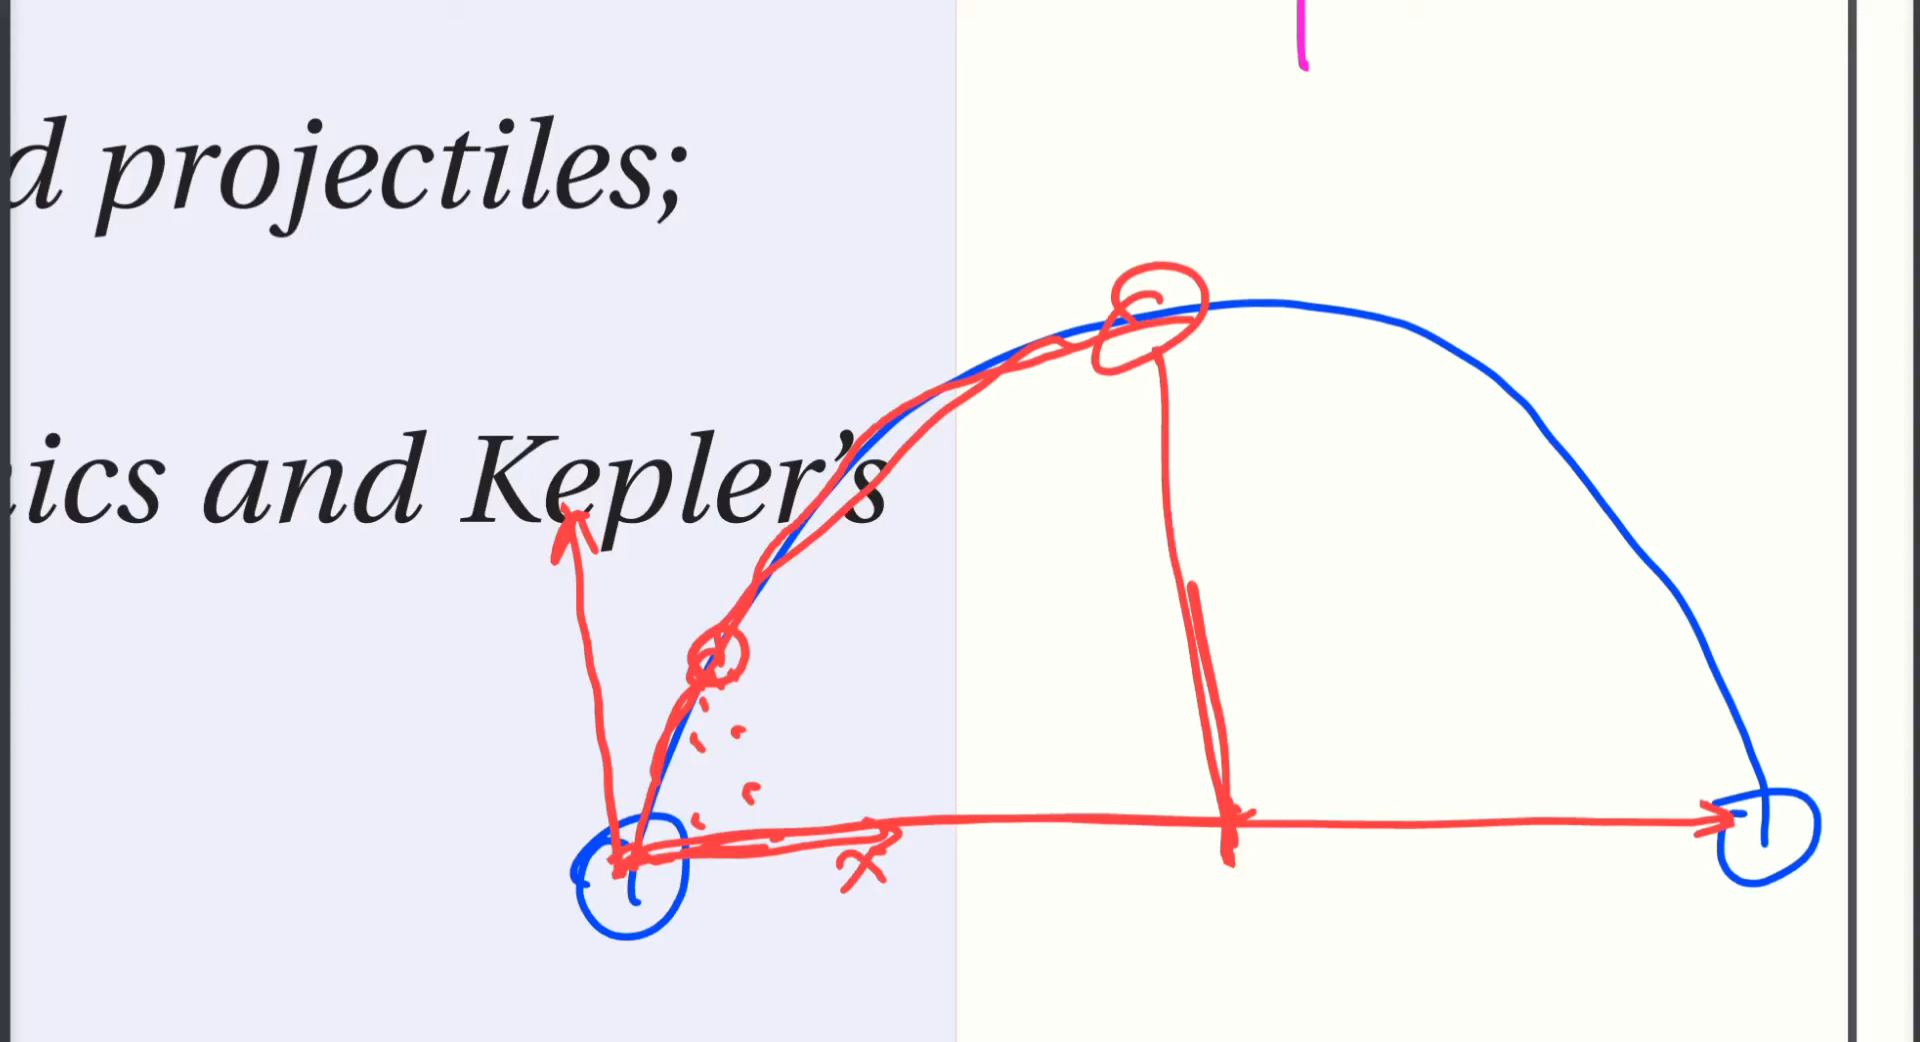 d projectiles;
ics and Kepler’s
x